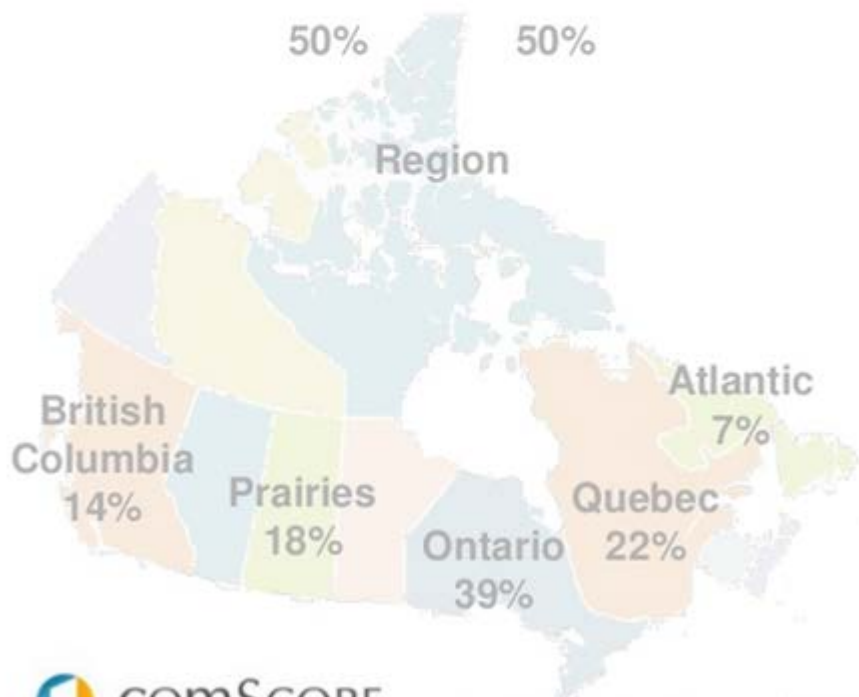 50% 50%
Region
Atlantic
7%
British
Columbia
14%
Prairies
18%
Ontario
39%
Quebec
22%
comScore